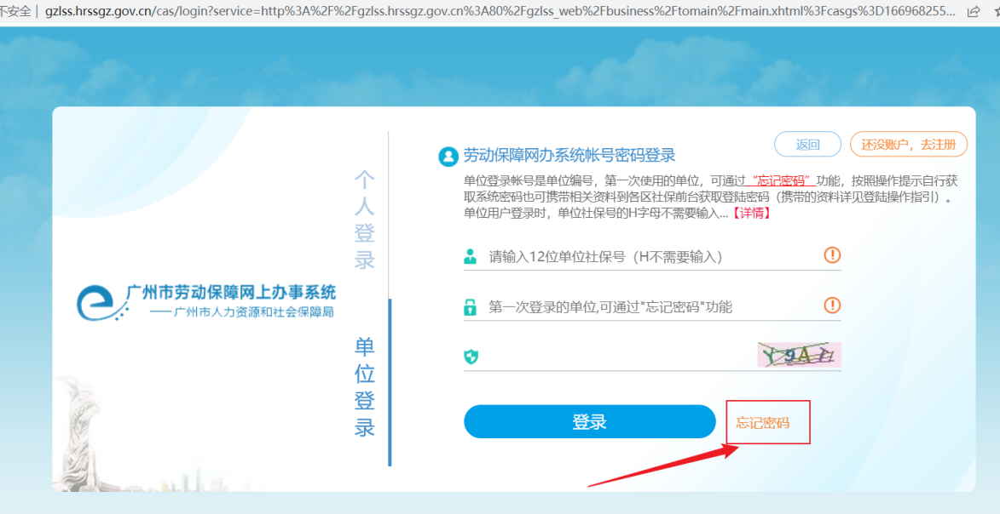 不安全 | gzlss.hrssgz.gov.cn/cas/login?service=http%3A%2F%2Fgzlss.hrssgz.gov.cn%3A80%2Fgzlss_web%2Fbusiness%2Ftomain%2Fmain.xhtml%3Fcasgs%3D166968255...
返回
还没账户，去注册
劳动保障网办系统帐号密码登录
单位登录帐号是单位编号，第一次使用的单位，可通过“忘记密码”功能，按照操作提示自行获
取系统密码也可携带相关资料到各区社保前台获取登陆密码（携带的资料详见登陆操作指引）。
单位用户登录时，单位社保号的H字母不需要输入...【详情】
个人登录
请输入12位单位社保号（H不需要输入）
广州市劳动保障网上办事系统
——广州市人力资源和社会保障局
第一次登录的单位,可通过"忘记密码"功能
单位登录
登录
忘记密码